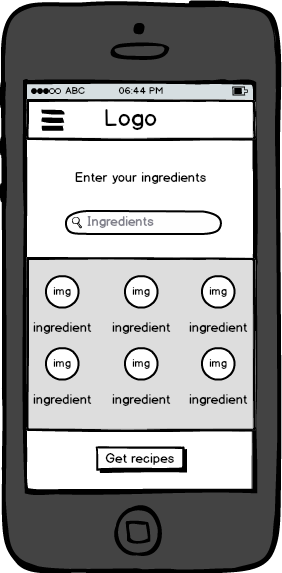 ABC 06:44 PM
Logo
Enter your ingredients
Ingredients
img img img
ingredient ingredient ingredient
img img img
ingredient ingredient ingredient
Get recipes